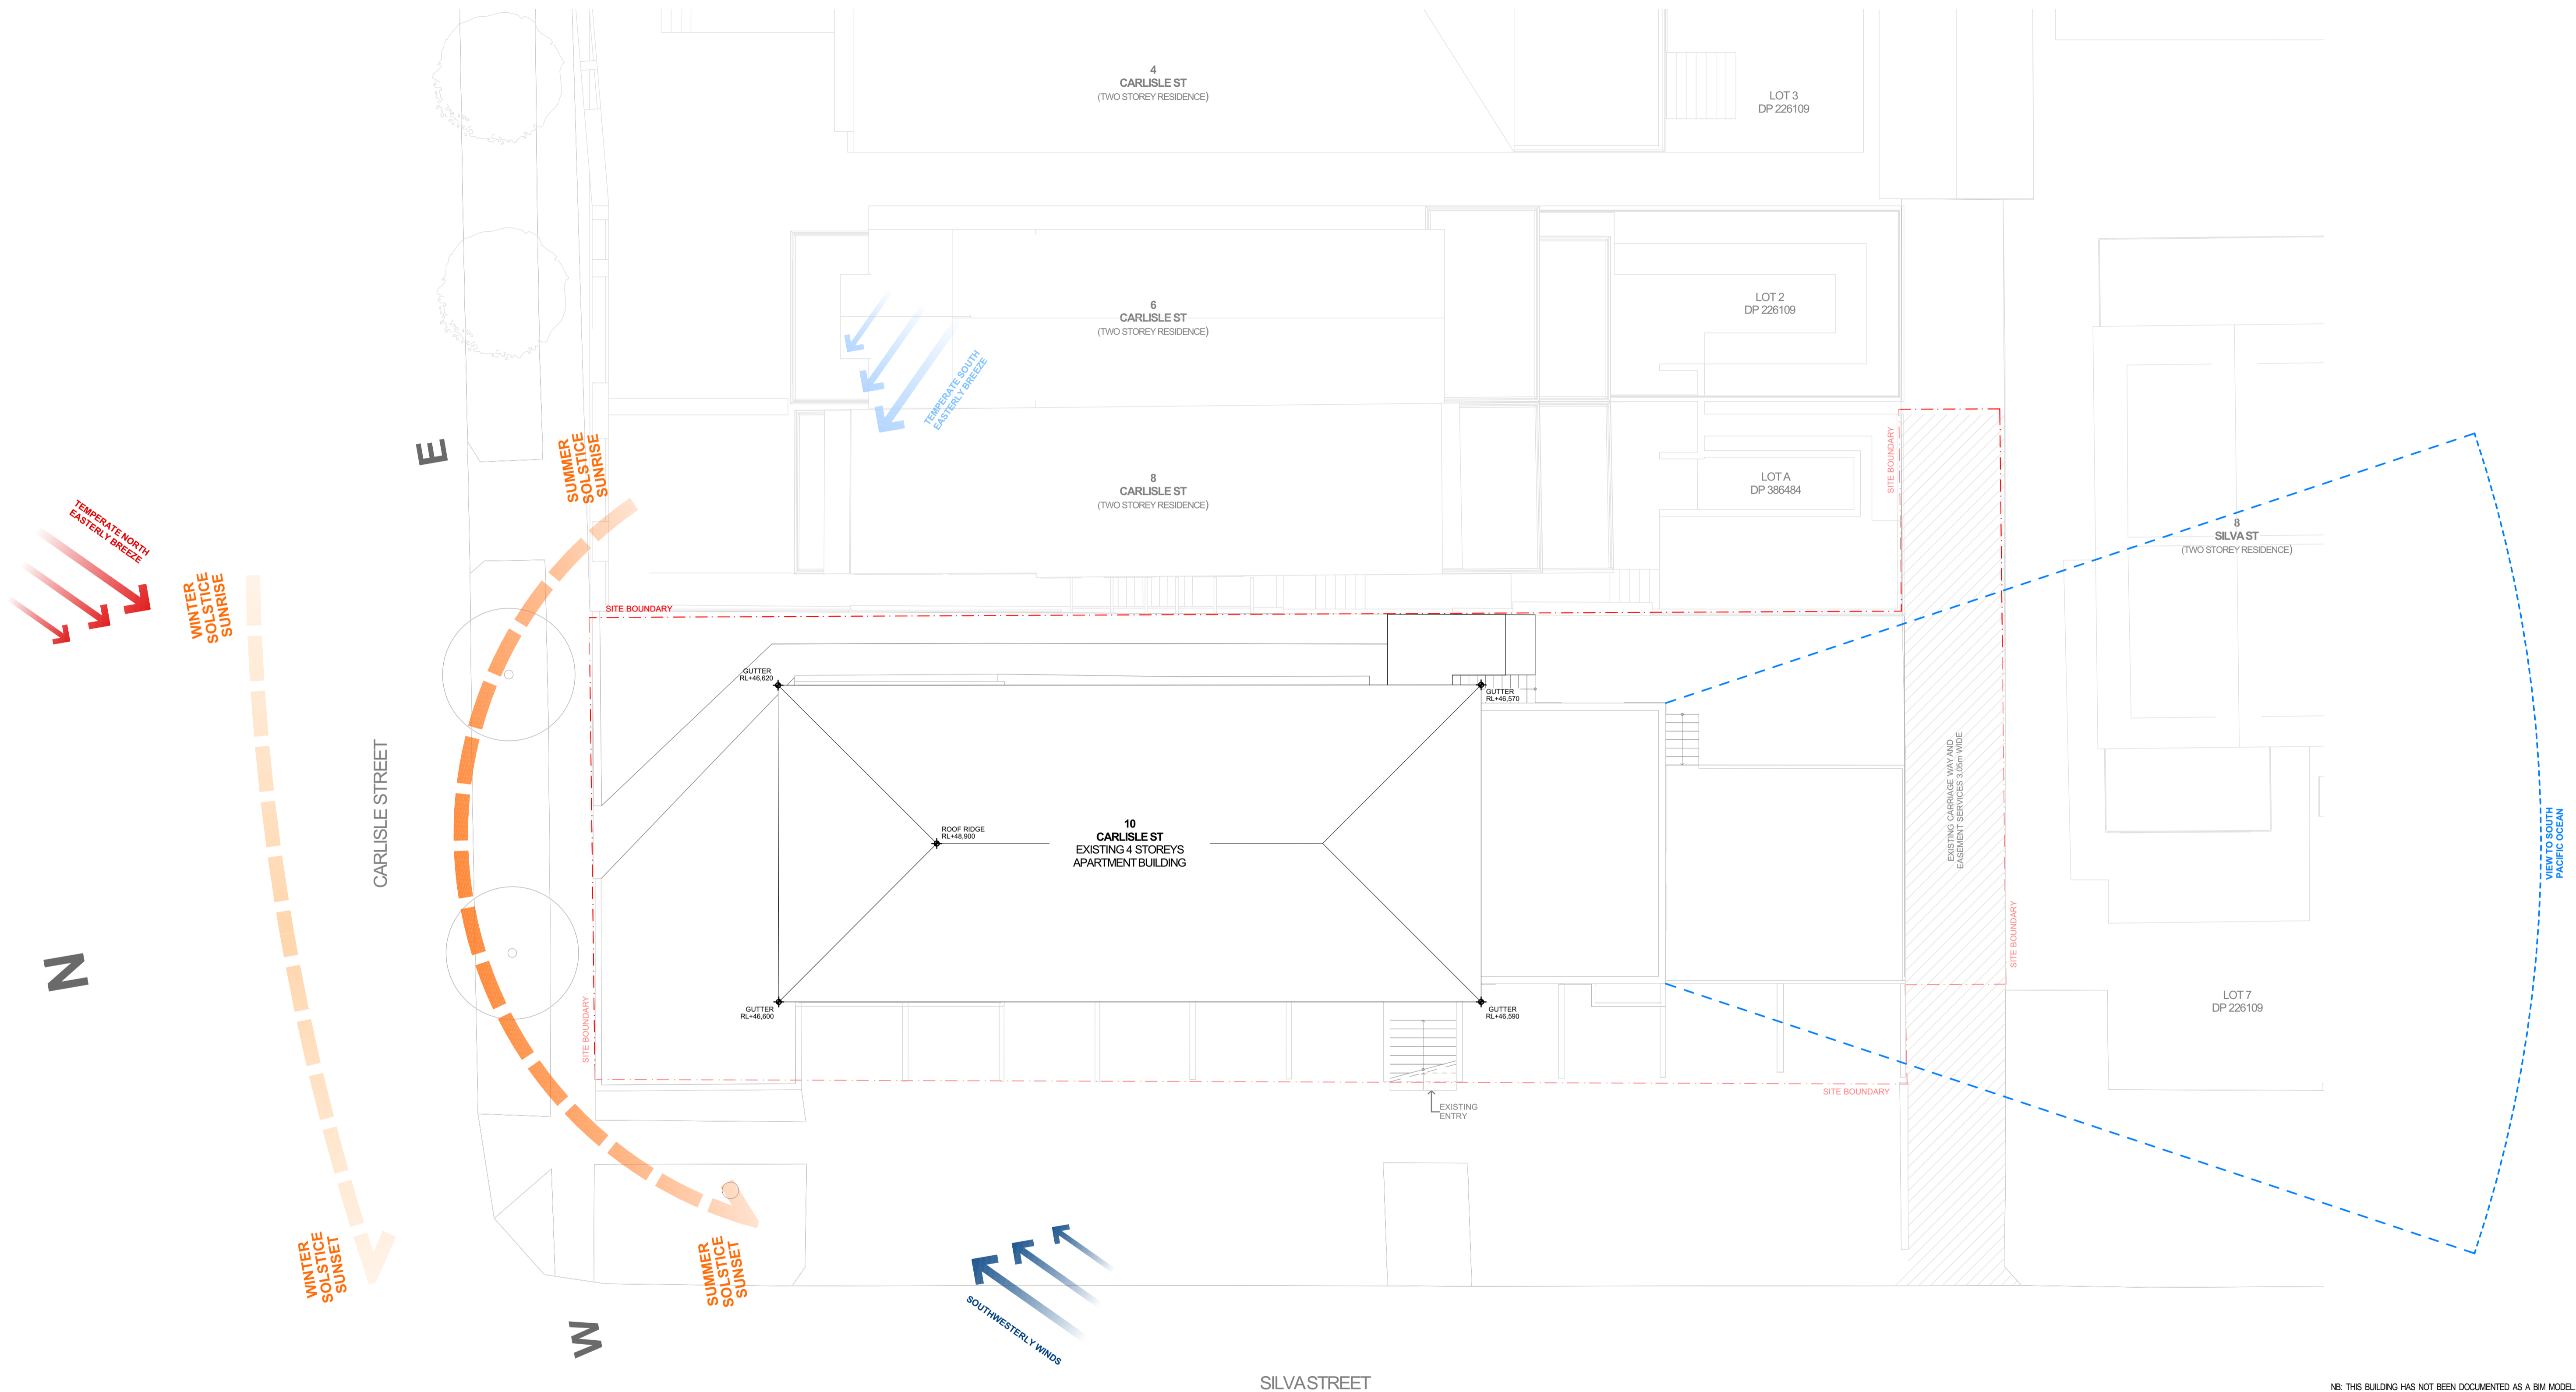 4
CARLISLE ST
(TWO STOREY RESIDENCE)
LOT 3
DP 226109
6
CARLISLE ST
(TWO STOREY RESIDENCE)
LOT 2
DP 226109
TEMPERATE SOUTH
EASTERLY BREEZE
E
SUMMER
SOLSTICE
SUNRISE
8
CARLISLE ST
(TWO STOREY RESIDENCE)
LOT A
DP 386484
SITE BOUNDARY
8
SILVA ST
(TWO STOREY RESIDENCE)
TEMPERATE NORTH
EASTERLY BREEZE
WINTER
SOLSTICE
SUNRISE
SITE BOUNDARY
GUTTER
RL+46,620
GUTTER
RL+46,570
CARLISLE STREET
ROOF RIDGE
RL+48,900
10
CARLISLE ST
EXISTING 4 STOREYS
APARTMENT BUILDING
EXISTING CARRIAGE WAY AND
EASEMENT SERVICES 3.05m WIDE
VIEW TO SOUTH
PACIFIC OCEAN
N
SITE BOUNDARY
SITE BOUNDARY
GUTTER
RL+46,600
GUTTER
RL+46,590
LOT 7
DP 226109
SITE BOUNDARY
EXISTING
ENTRY
WINTER
SOLSTICE
SUNSET
SUMMER
SOLSTICE
SUNSET
W
SOUTHWESTERLY WINDS
SILVA STREET
NB: THIS BUILDING HAS NOT BEEN DOCUMENTED AS A BIM MODEL.